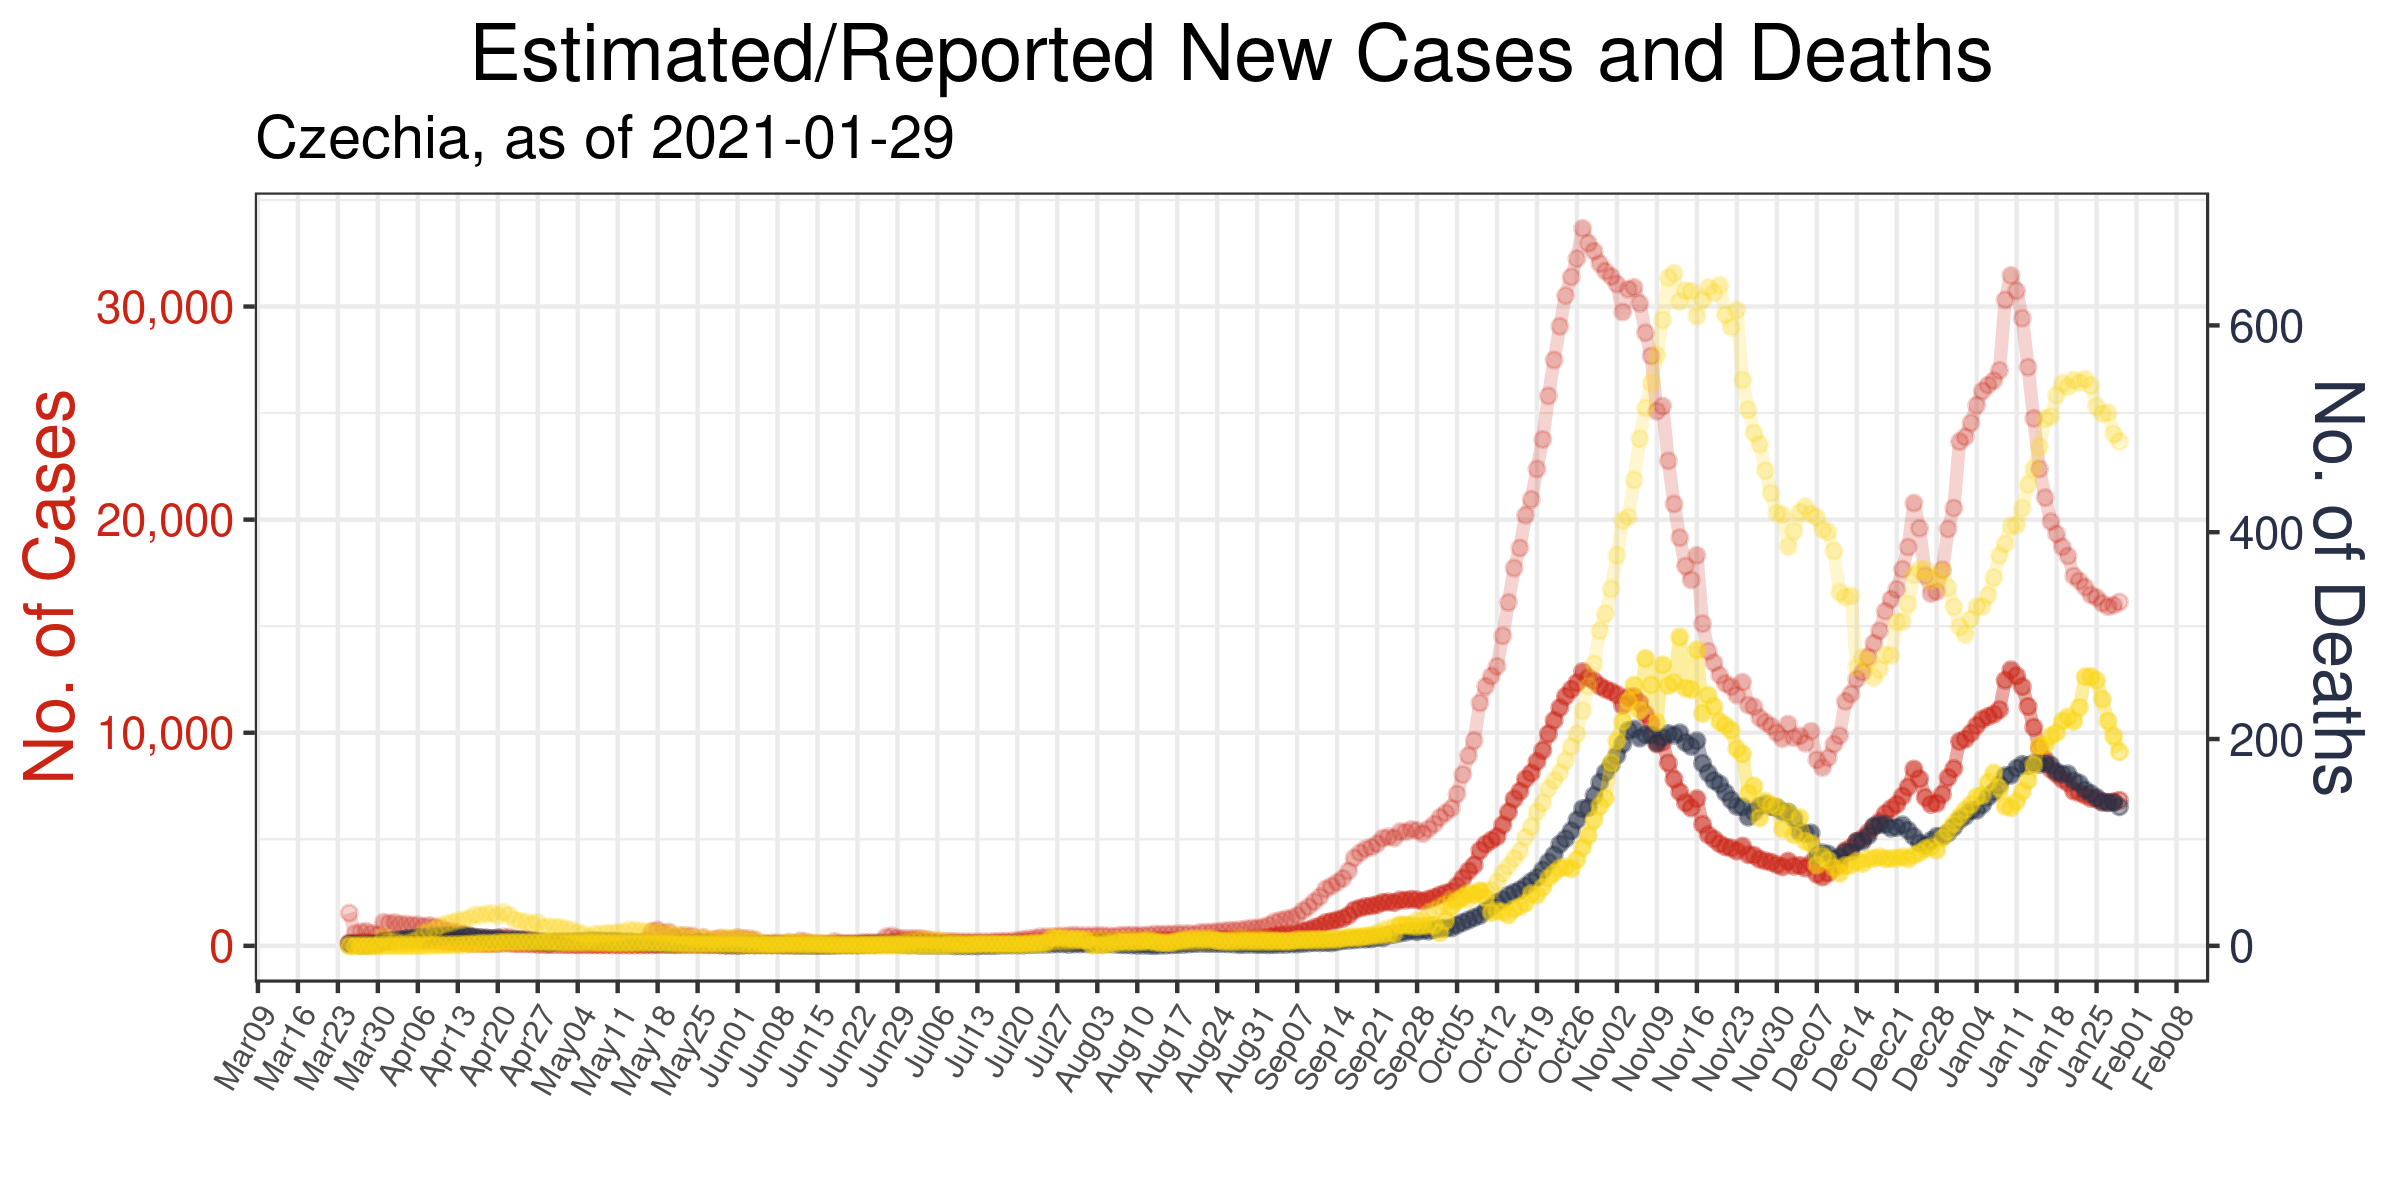 Estimated/Reported New Cases and Deaths
Czechia, as of 2021-01-29
No. of Cases
30,000
20,000
10,000
0
No. of Deaths
600
400
200
0
Mar09
Mar16
Mar23
Mar30
Apr06
Apr13
Apr20
Apr27
May04
May11
May18
May25
Jun01
Jun08
Jun15
Jun22
Jun29
Jul06
Jul13
Jul20
Jul27
Aug03
Aug10
Aug17
Aug24
Aug31
Sep07
Sep14
Sep21
Sep28
Oct05
Oct12
Oct19
Oct26
Nov02
Nov09
Nov16
Nov23
Nov30
Dec07
Dec14
Dec21
Dec28
Jan04
Jan11
Jan18
Jan25
Feb01
Feb08